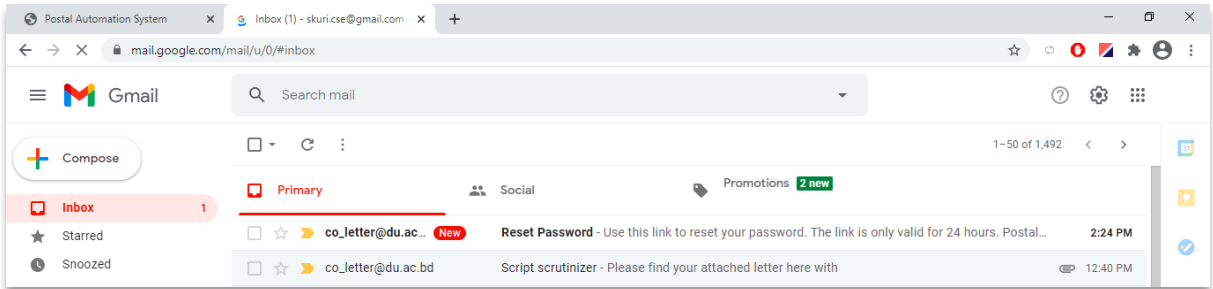 Postal Automation System
Inbox (1) - skuri.cse@gmail.com
mail.google.com/mail/u/0/#inbox
Gmail
Search mail
Compose
1–50 of 1,492
31
Primary
Social
Promotions 2 new
Inbox 1
co_letter@du.ac... New Reset Password - Use this link to reset your password. The link is only valid for 24 hours. Postal... 2:24 PM
Starred
co_letter@du.ac.bd Script scrutinizer - Please find your attached letter here with 12:40 PM
Snoozed